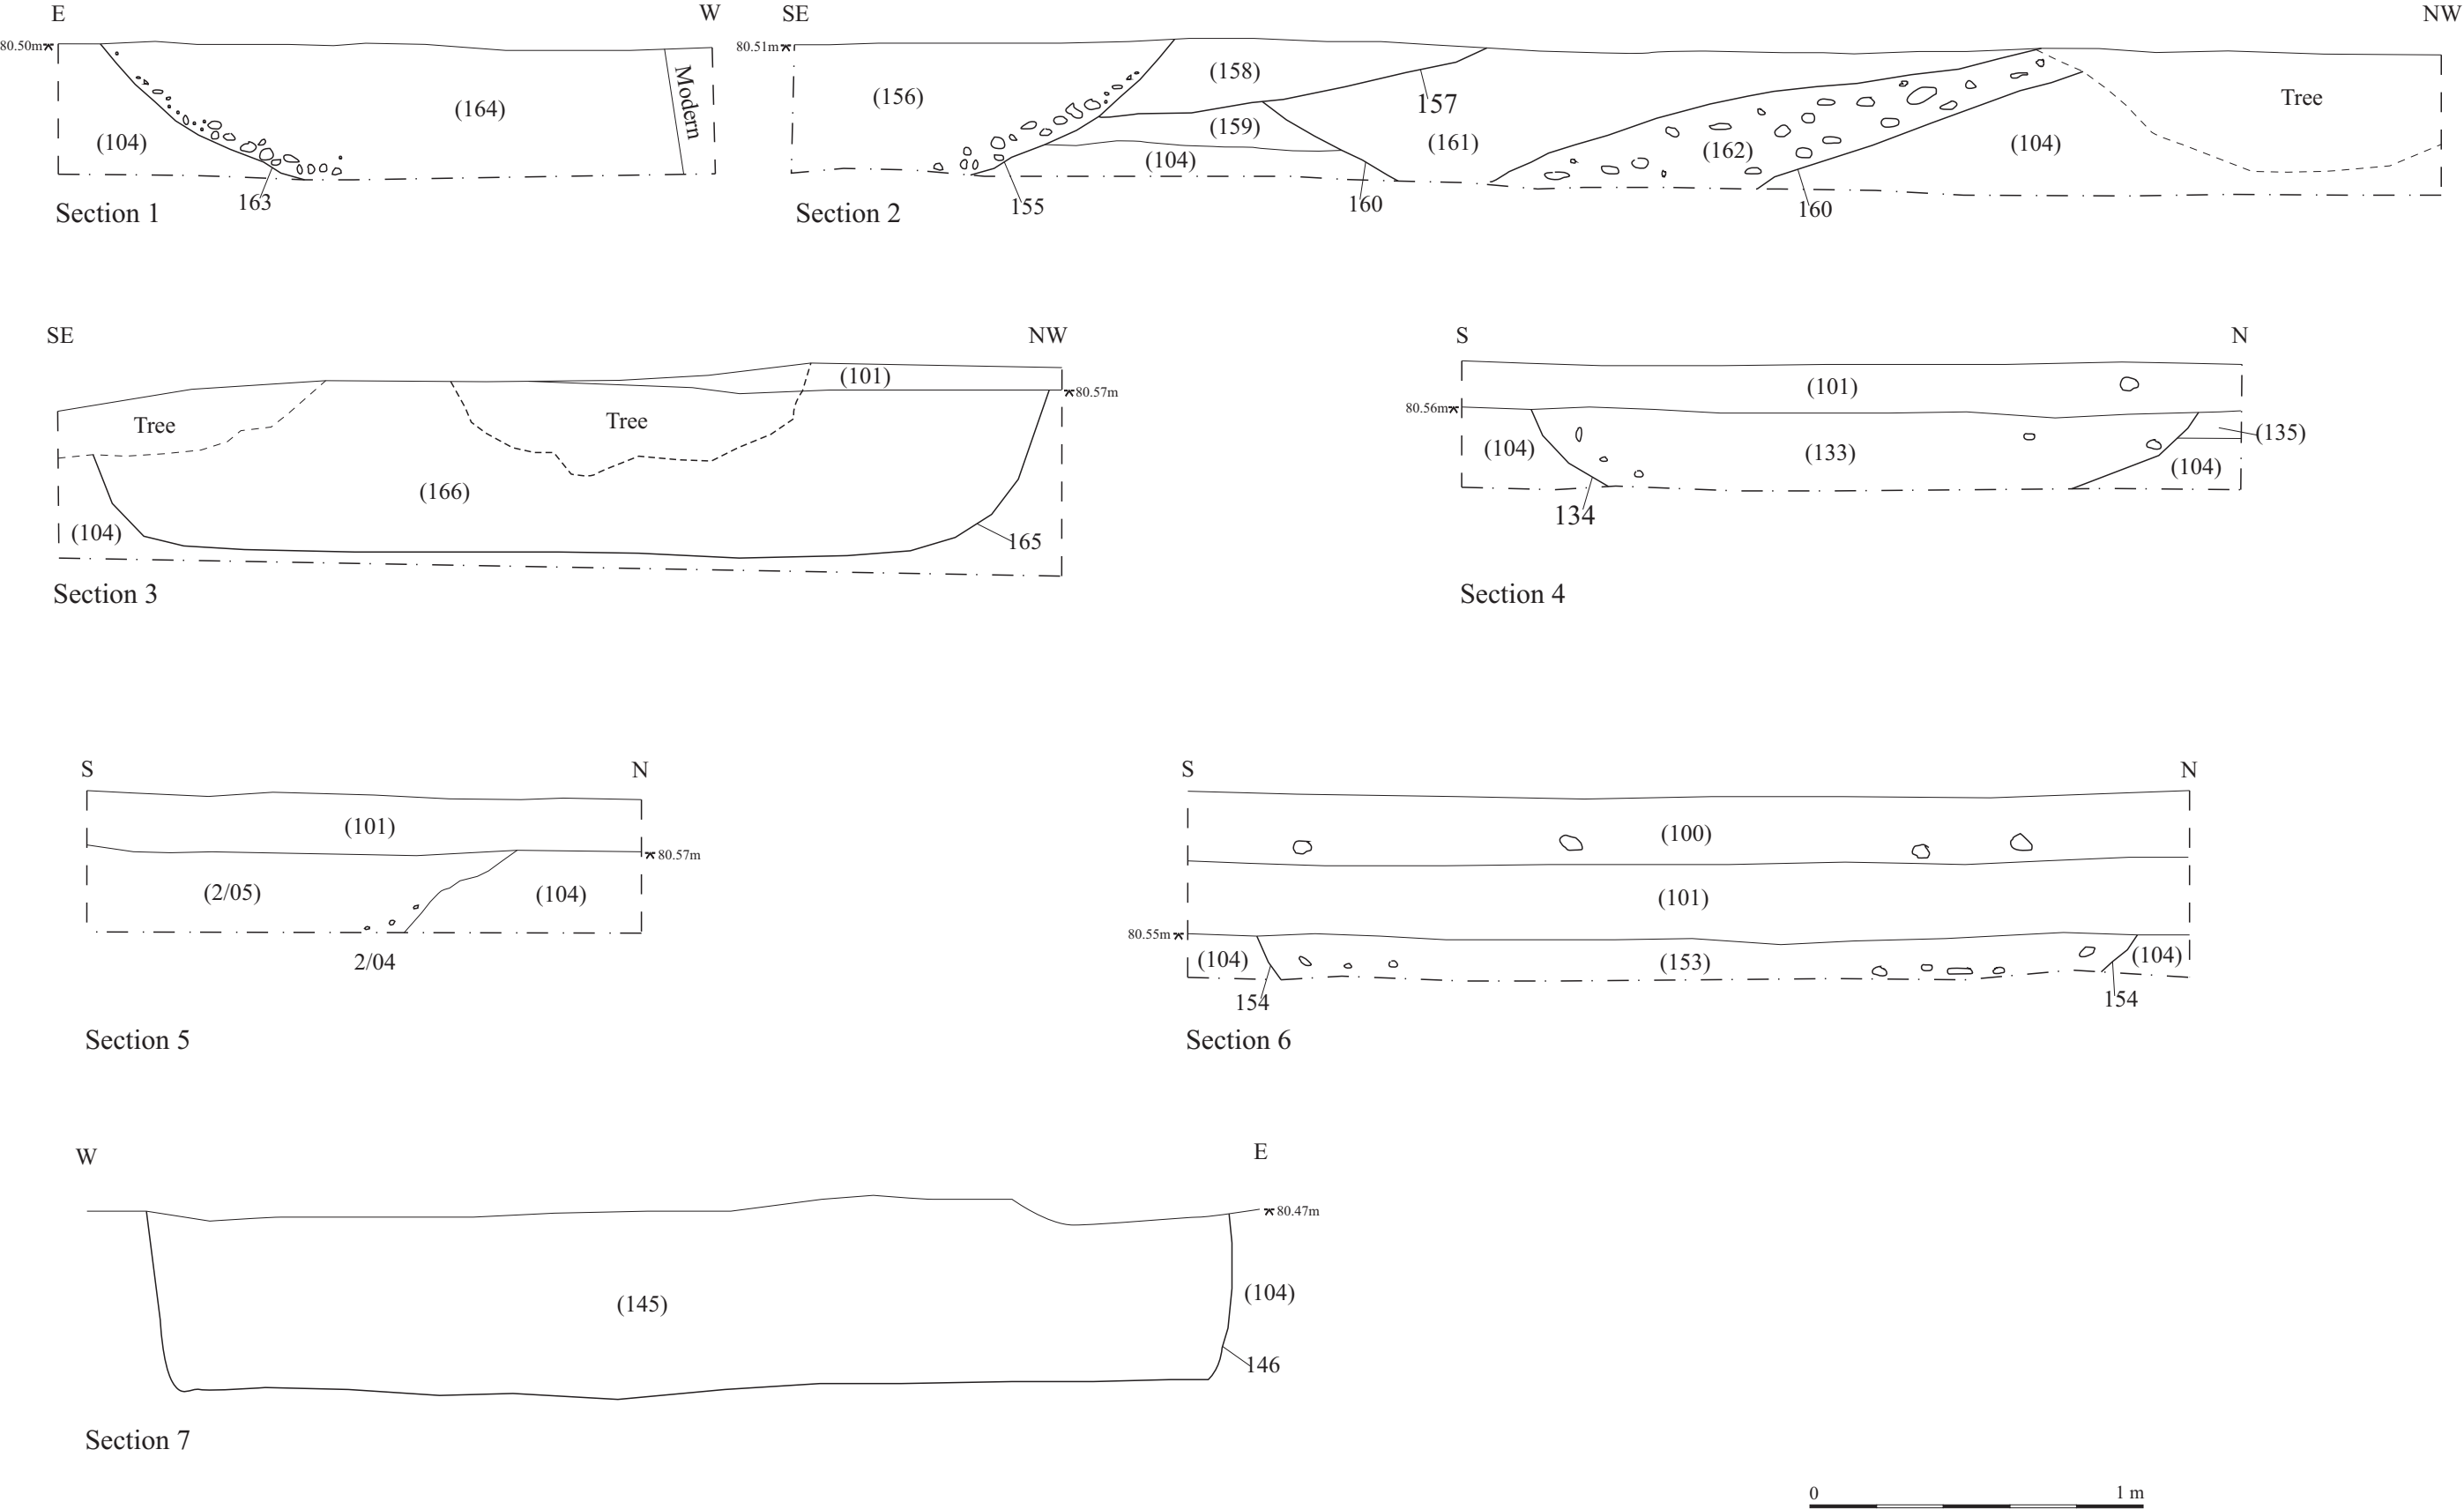 E W SE NW
80.50m 80.51m
(104) (164) Modern (156) (158) 157 (159) (104) (161) (162) (104) Tree
163 155 160 160
Section 1 Section 2
SE NW S N
(101) (101)
80.57m 80.56m
Tree Tree (104) (133) (135)
(166) (104)
(104) 165 134
Section 3 Section 4
S N S N
(101) (100)
80.57m (101)
(2/05) (104) 80.55m
2/04 (104) (153) (104)
154 154
Section 5 Section 6
W E
80.47m
(145) (104)
146
Section 7
0 1 m